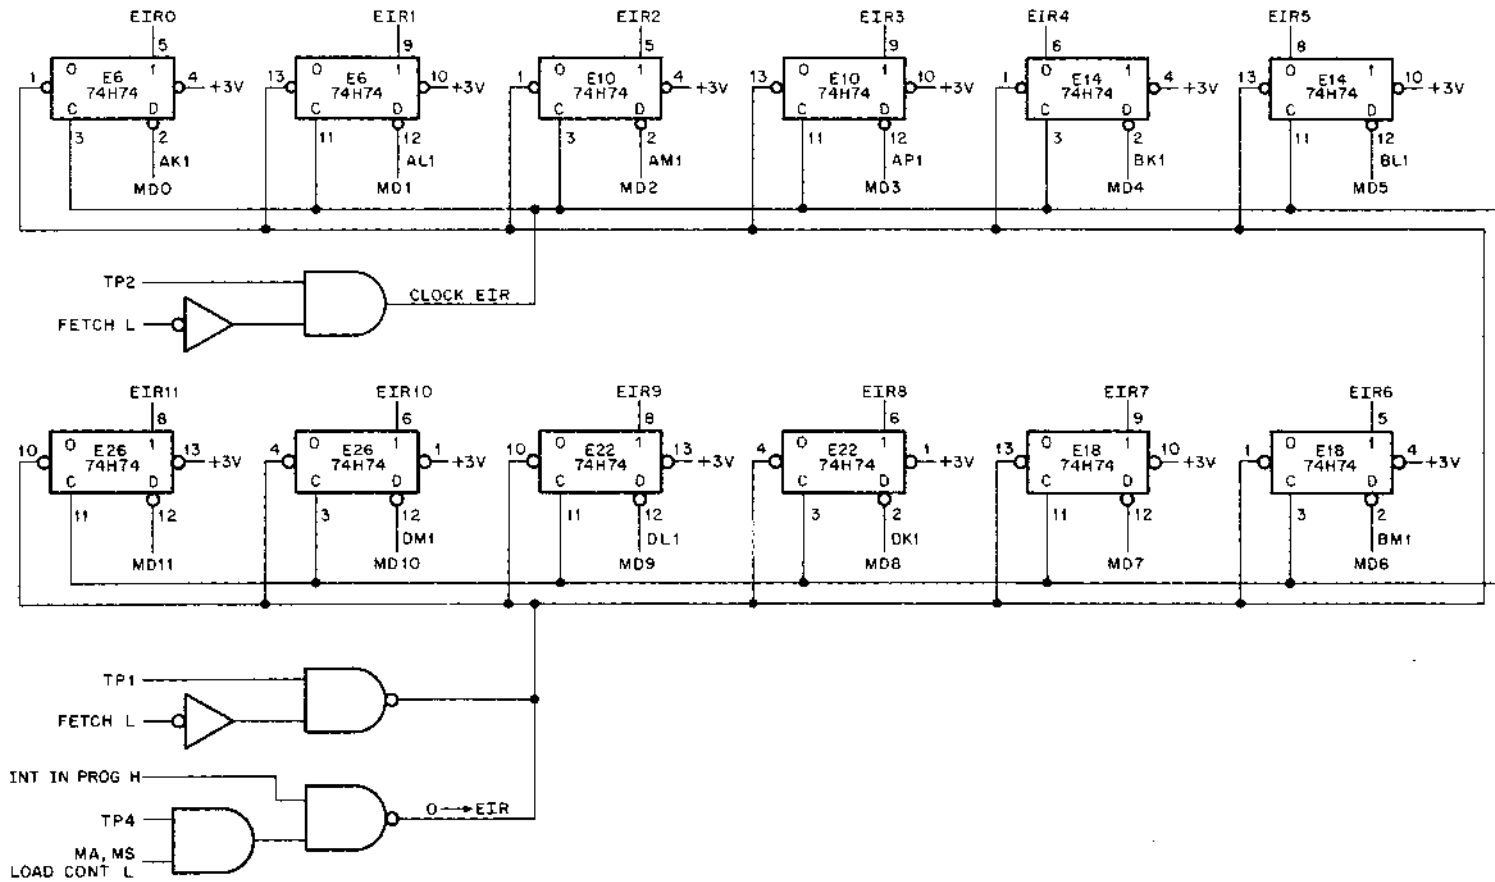 EIR0 EIR1 EIR2 EIR3 EIR4 EIR5
5 9 5 9 6 8
1 0 E6 1 4 +3V 13 0 E6 1 10 +3V 1 0 E10 1 4 +3V 13 0 E10 1 10 +3V 1 0 E14 1 4 +3V 13 0 E14 1 10 +3V
74H74 74H74 74H74 74H74 74H74 74H74
C D C D C D C D C D C D
3 2 11 12 3 2 11 12 3 2 11 12
AK1 AL1 AM1 AP1 BK1 BL1
MD0 MD1 MD2 MD3 MD4 MD5
TP2
CLOCK EIR
FETCH L
EIR11 EIR10 EIR9 EIR8 EIR7 EIR6
8 6 8 6 9 5
10 0 E26 1 13 +3V 4 0 E26 1 1 +3V 10 0 E22 1 13 +3V 4 0 E22 1 1 +3V 13 0 E18 1 10 +3V 1 0 E18 1 4 +3V
74H74 74H74 74H74 74H74 74H74 74H74
C D C D C D C D C D C D
11 12 3 12 11 12 3 2 11 12 3 2
DM1 DL1 DK1 BM1
MD11 MD10 MD9 MD8 MD7 MD6
TP1
FETCH L
INT IN PROG H
0 → EIR
TP4
MA, MS
LOAD CONT L